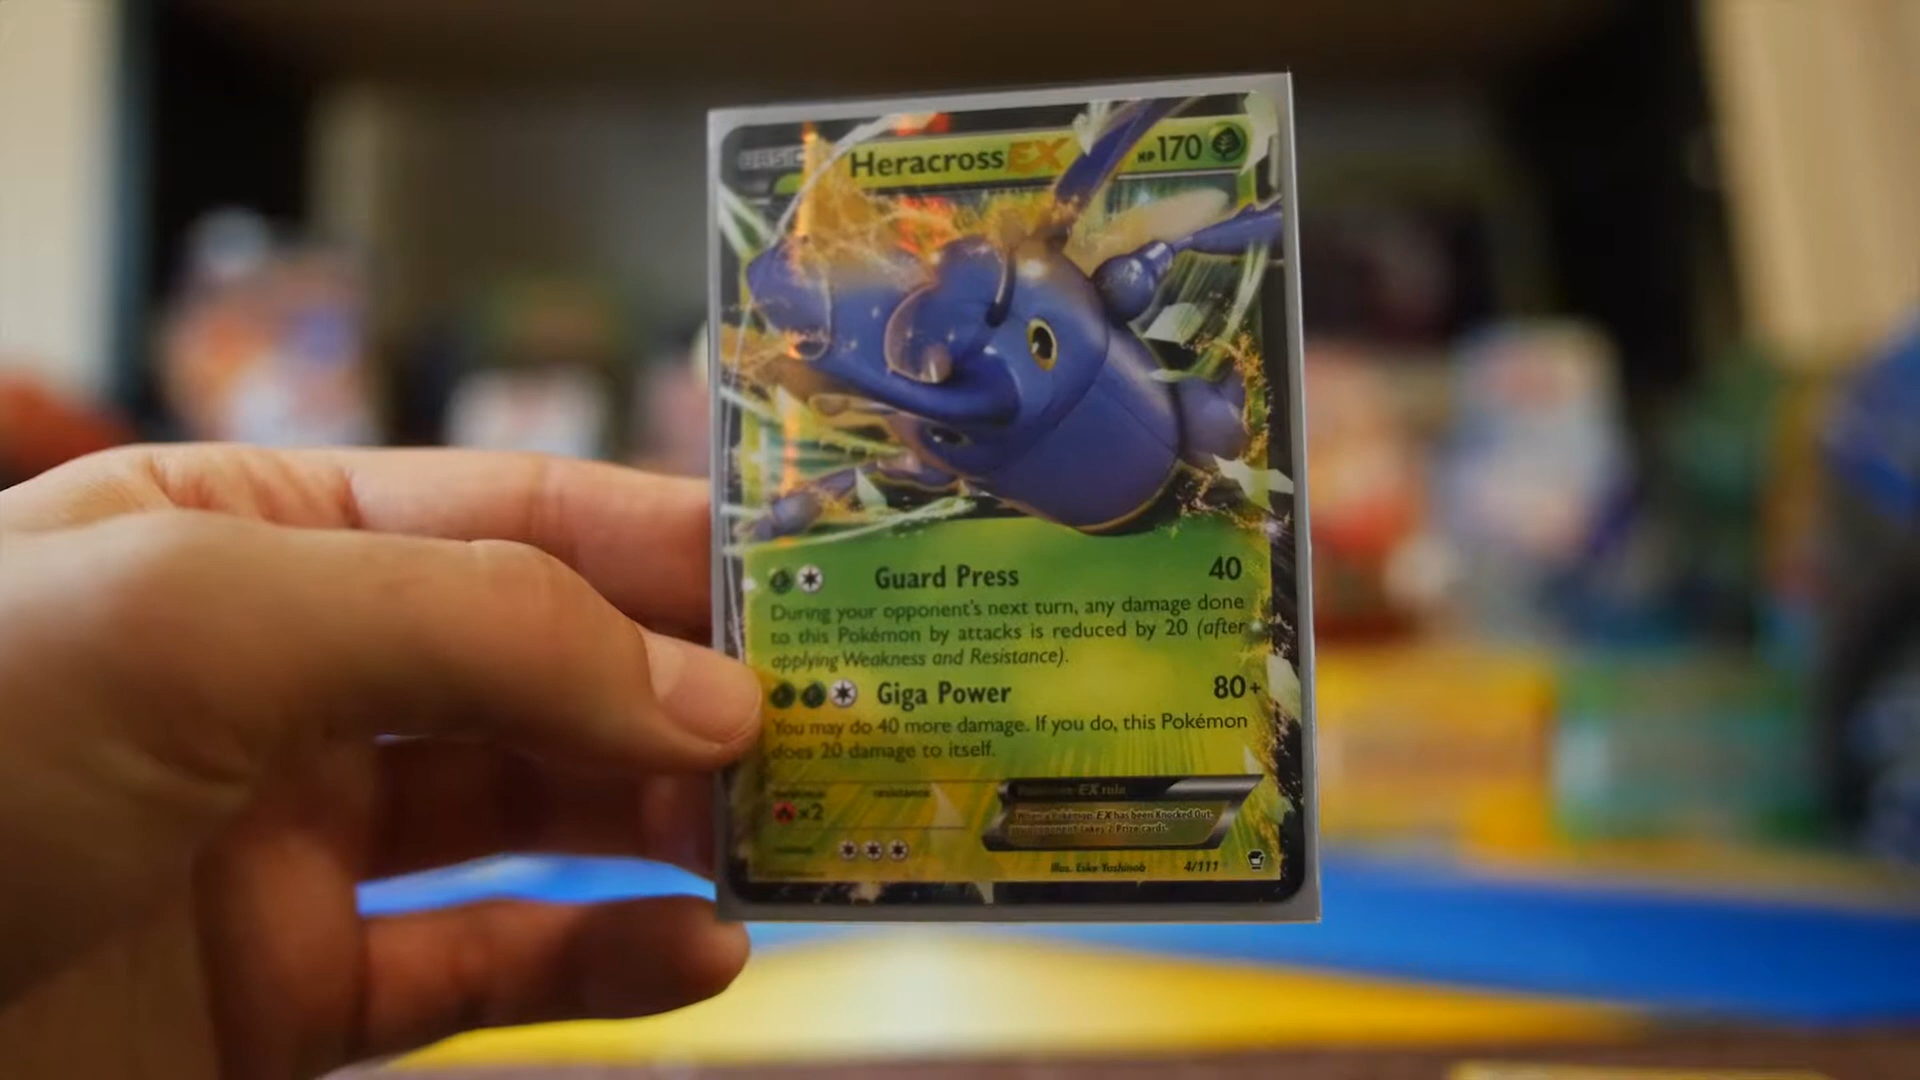 BASIC Heracross EX HP 170
Guard Press 40
During your opponent's next turn, any damage done
to this Pokémon by attacks is reduced by 20 (after
applying Weakness and Resistance).
Giga Power 80+
You may do 40 more damage. If you do, this Pokémon
does 20 damage to itself.
resistance
×2
Pokémon EX rule
When a Pokémon EX has been Knocked Out,
your opponent takes 2 Prize cards.
Illus. Eske Yoshinob 4/111